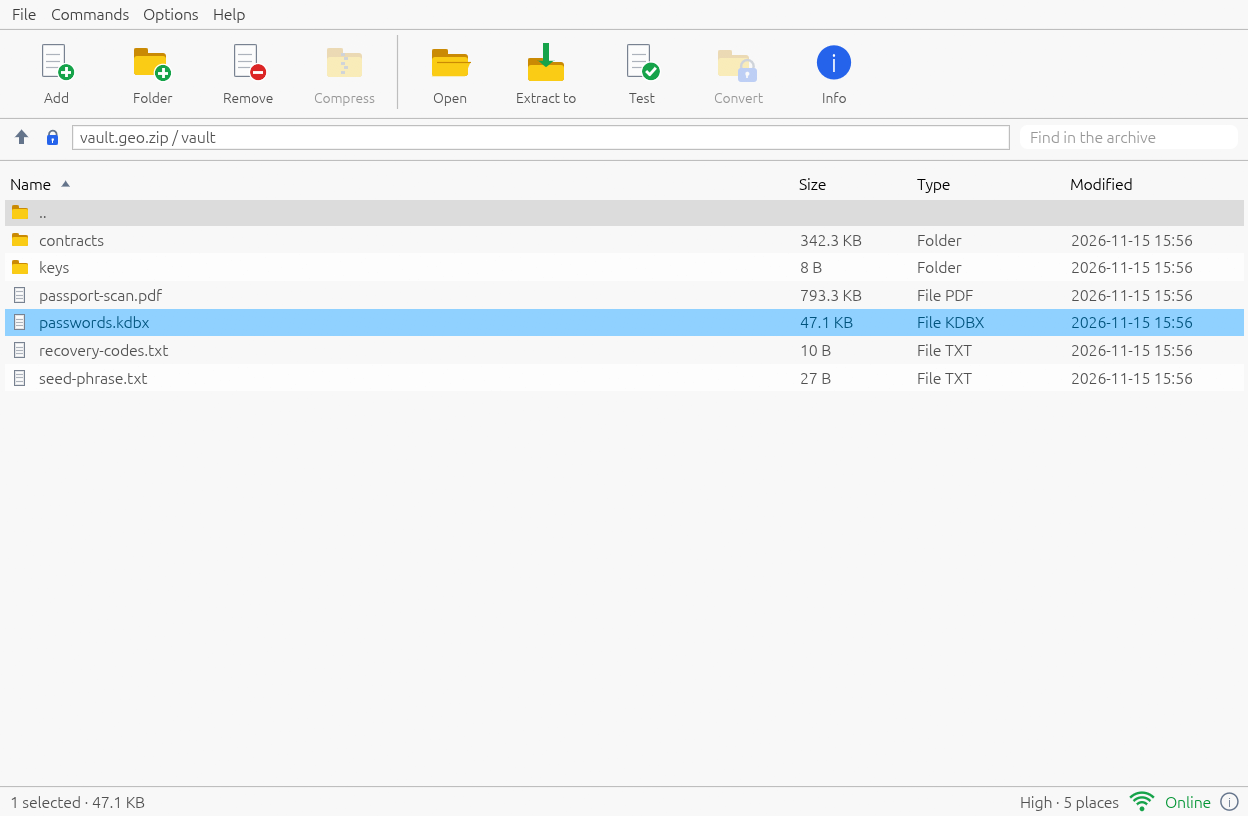 File Commands Options Help
Add Folder Remove Compress Open Extract to Test Convert Info
vault.geo.zip / vault Find in the archive
Name Size Type Modified
..
contracts 342.3 KB Folder 2026-11-15 15:56
keys 8 B Folder 2026-11-15 15:56
passport-scan.pdf 793.3 KB File PDF 2026-11-15 15:56
passwords.kdbx 47.1 KB File KDBX 2026-11-15 15:56
recovery-codes.txt 10 B File TXT 2026-11-15 15:56
seed-phrase.txt 27 B File TXT 2026-11-15 15:56
1 selected · 47.1 KB High · 5 places Online